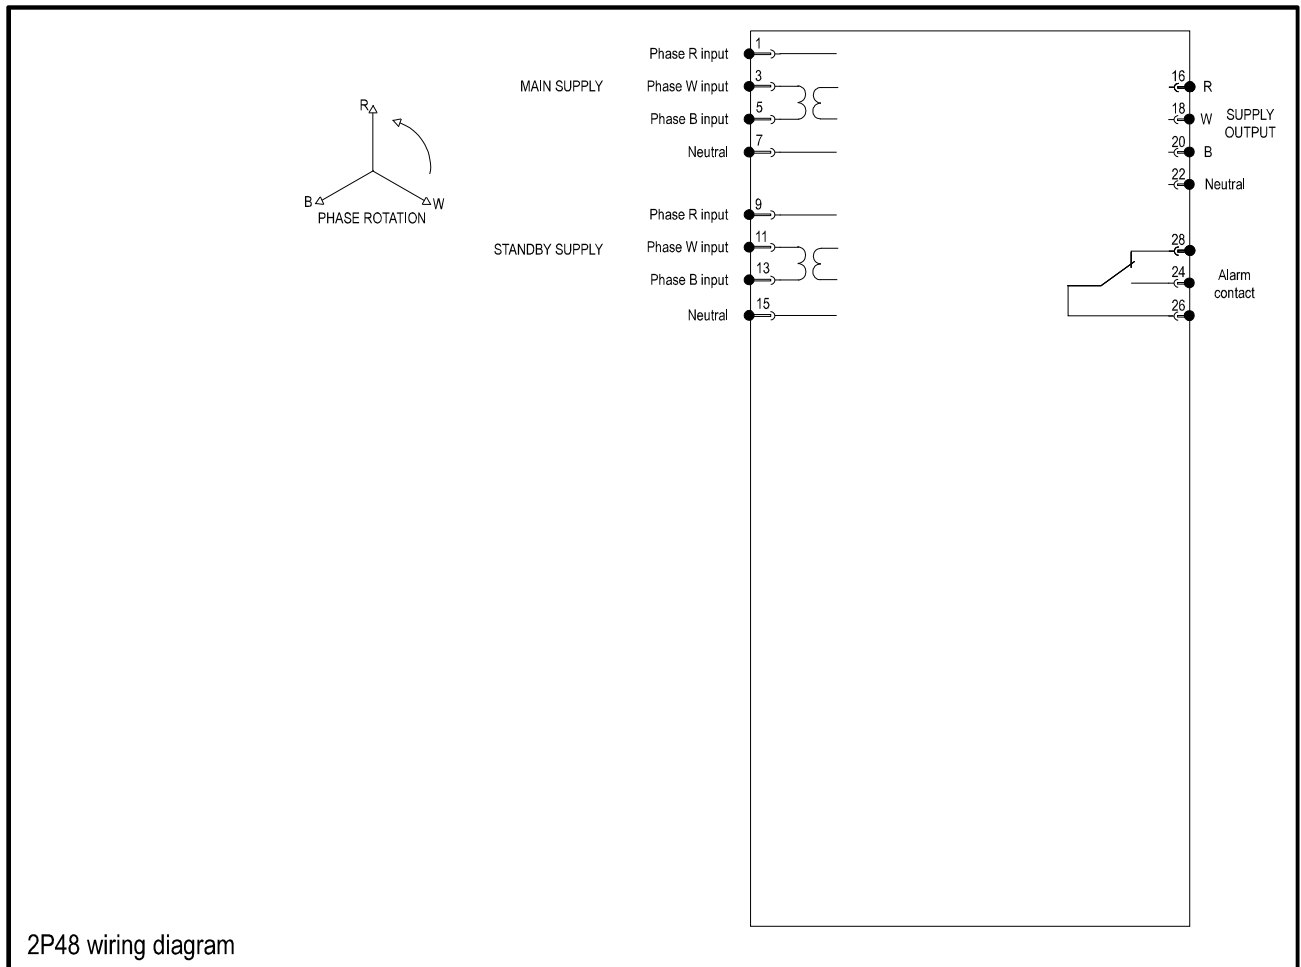 R
B
W
PHASE ROTATION
MAIN SUPPLY
Phase R input
1
Phase W input
3
Phase B input
5
Neutral
7
STANDBY SUPPLY
Phase R input
9
Phase W input
11
Phase B input
13
Neutral
15
16
R
18
W
20
B
22
Neutral
SUPPLY
OUTPUT
28
24
26
Alarm
contact
2P48 wiring diagram